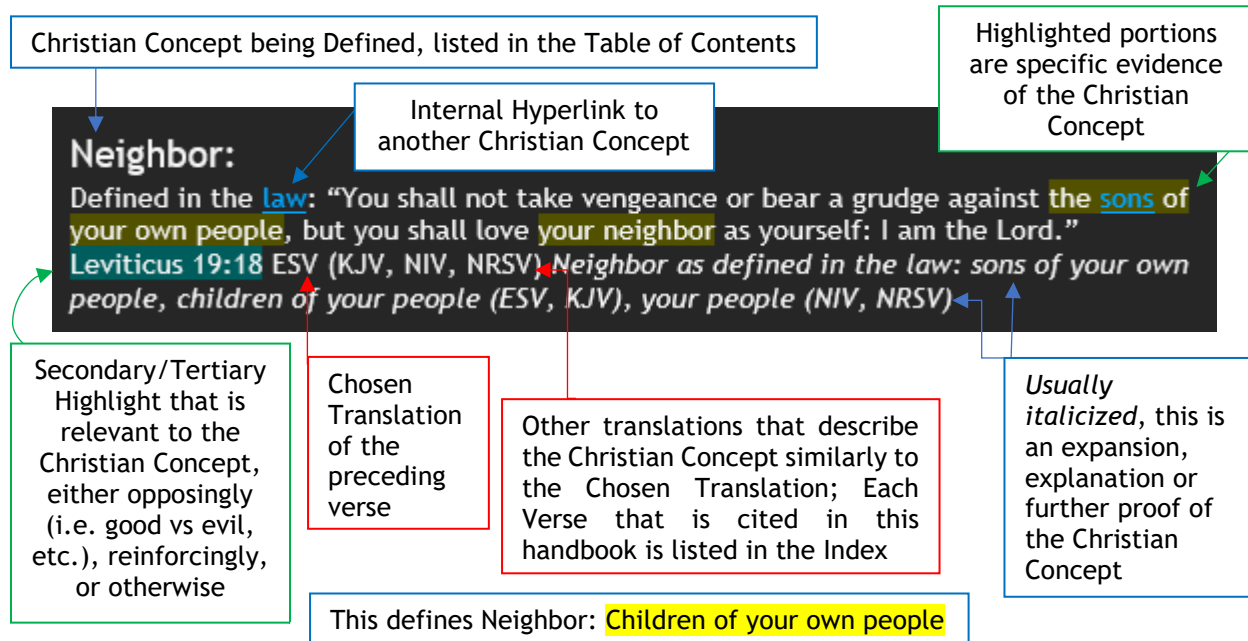 Christian Concept being Defined, listed in the Table of Contents
Highlighted portions
are specific evidence
of the Christian
Concept
Internal Hyperlink to
another Christian Concept
Neighbor:
Defined in the law: “You shall not take vengeance or bear a grudge against the sons of
your own people, but you shall love your neighbor as yourself: I am the Lord.”
Leviticus 19:18 ESV (KJV, NIV, NRSV) Neighbor as defined in the law: sons of your own
people, children of your people (ESV, KJV), your people (NIV, NRSV)
Secondary/Tertiary
Highlight that is
relevant to the
Christian Concept,
either opposingly
(i.e. good vs evil,
etc.), reinforcingly,
or otherwise
Chosen
Translation
of the
preceding
verse
Other translations that describe
the Christian Concept similarly to
the Chosen Translation; Each
Verse that is cited in this
handbook is listed in the Index
Usually
italicized, this is
an expansion,
explanation or
further proof of
the Christian
Concept
This defines Neighbor: Children of your own people